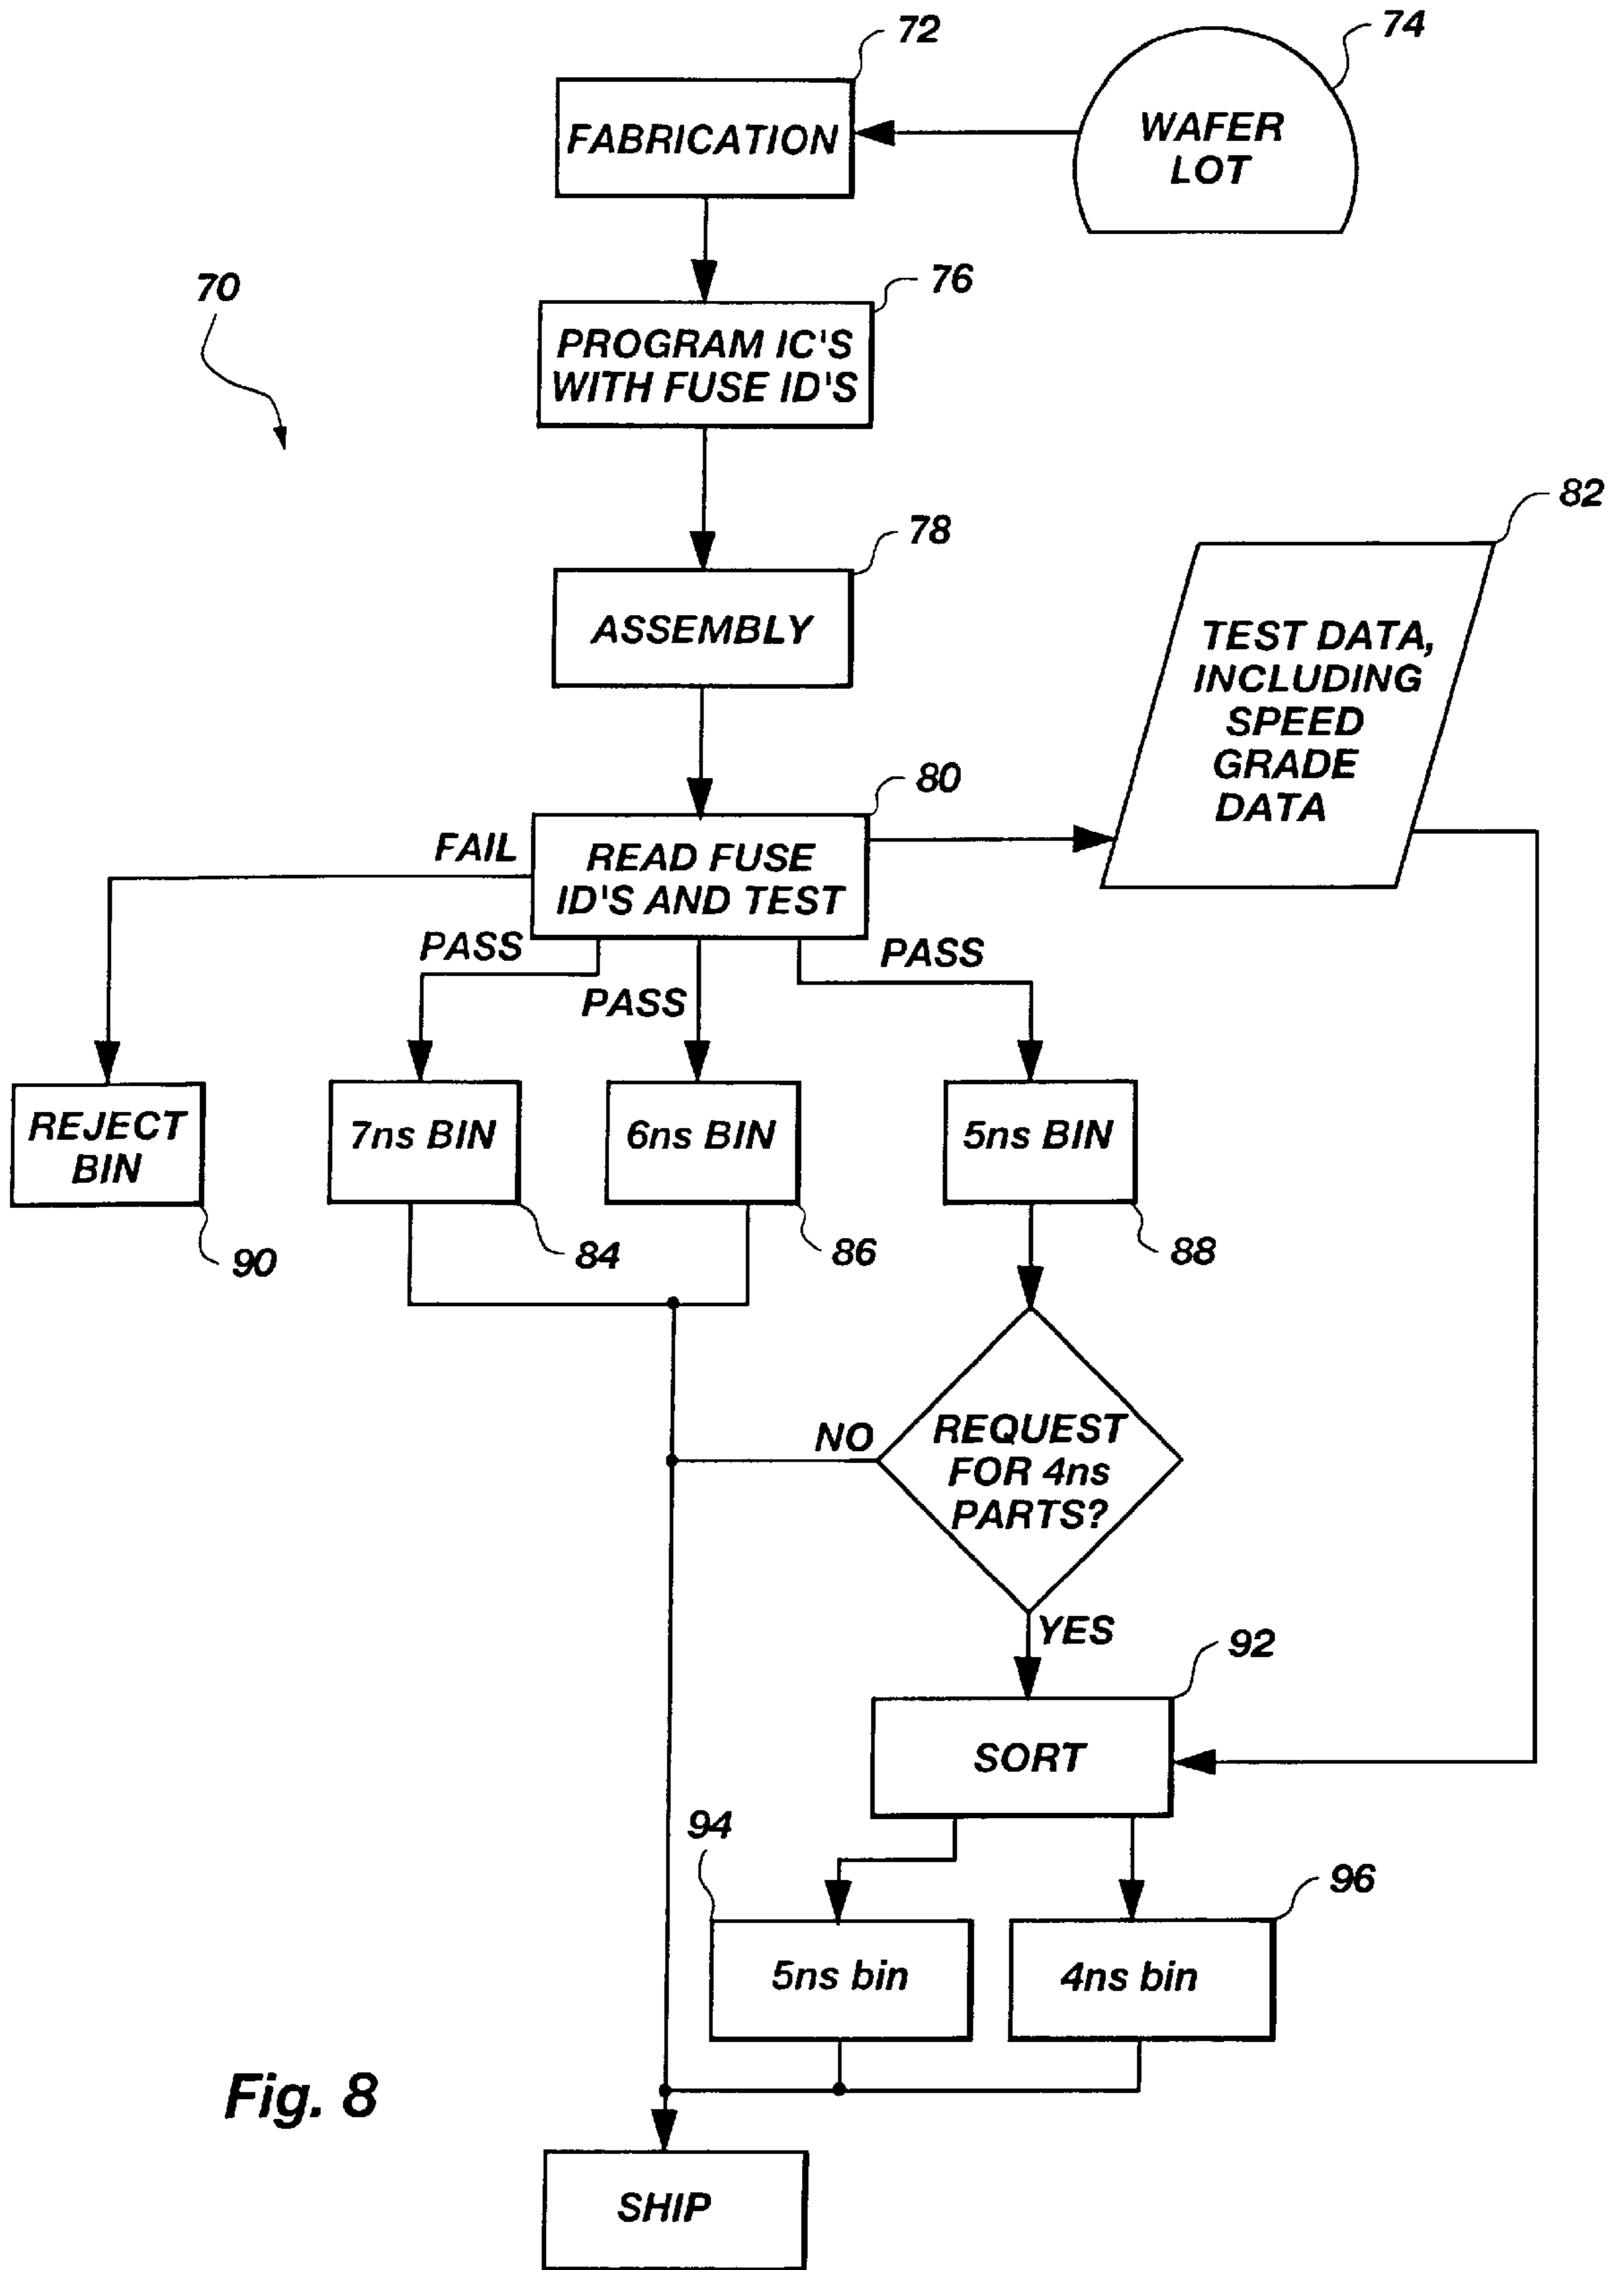 72
74
FABRICATION
WAFER
LOT
70
76
PROGRAM IC'S
WITH FUSE ID'S
78
82
ASSEMBLY
TEST DATA,
INCLUDING
SPEED
GRADE
DATA
80
FAIL
READ FUSE
ID'S AND TEST
PASS
PASS
PASS
REJECT
BIN
7ns BIN
6ns BIN
5ns BIN
90
84
86
88
NO
REQUEST
FOR 4ns
PARTS?
YES
92
SORT
94
96
5ns bin
4ns bin
Fig. 8
SHIP